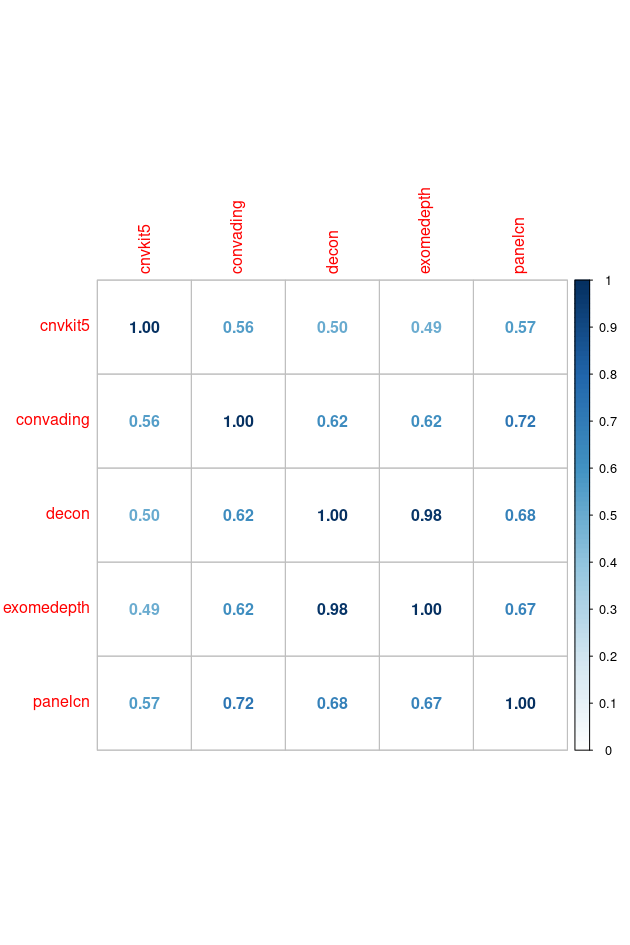 cnvkit5 convading decon exomedepth panelcn
cnvkit5 1.00 0.56 0.50 0.49 0.57
convading 0.56 1.00 0.62 0.62 0.72
decon 0.50 0.62 1.00 0.98 0.68
exomedepth 0.49 0.62 0.98 1.00 0.67
panelcn 0.57 0.72 0.68 0.67 1.00
1
0.9
0.8
0.7
0.6
0.5
0.4
0.3
0.2
0.1
0